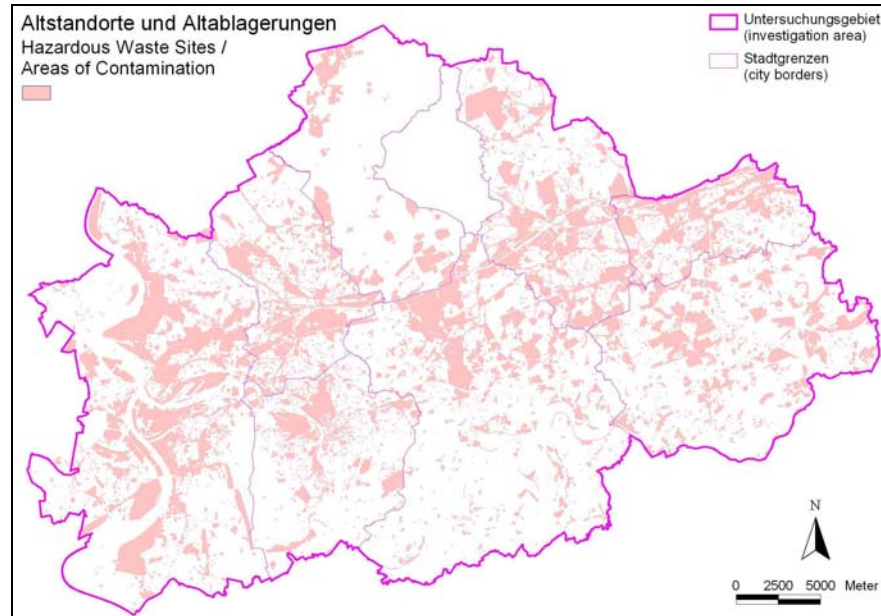 Altstandorte und Altablagerungen
Hazardous Waste Sites /
Areas of Contamination
Untersuchungsgebiet
(investigation area)
Stadtgrenzen
(city borders)
N
0 2500 5000 Meter